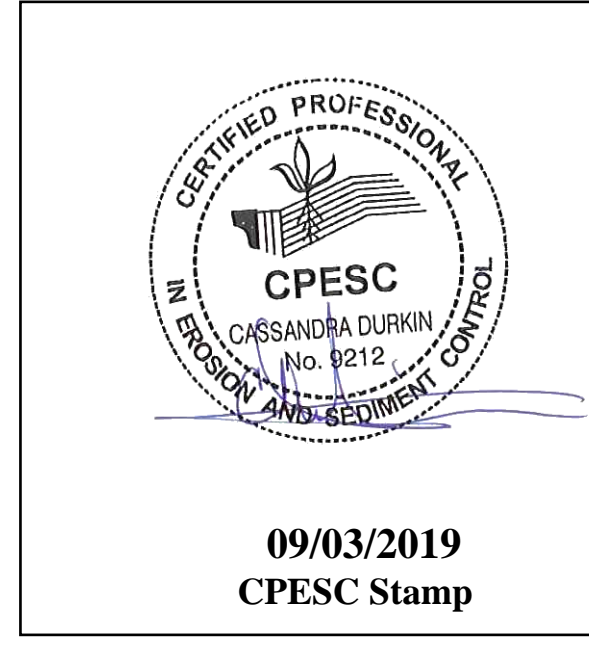 CERTIFIED PROFESSIONAL
IN EROSION AND SEDIMENT CONTROL
CPESC
CASSANDRA DURKIN
No. 9212
09/03/2019
CPESC Stamp